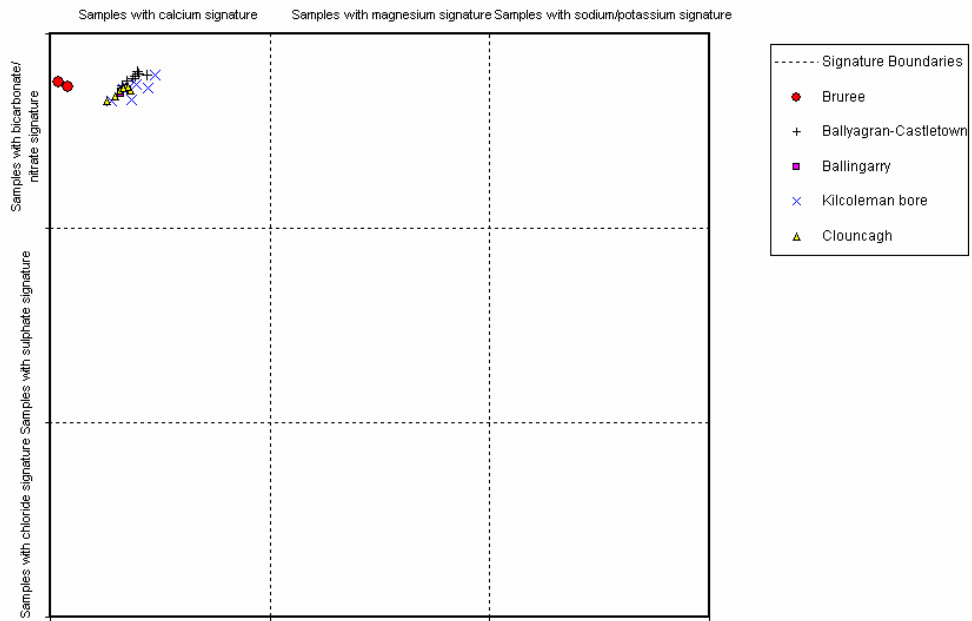 Samples with calcium signature
Samples with magnesium signature
Samples with sodium/potassium signature
Samples with bicarbonate/
nitrate signature
Samples with sulphate signature
Samples with chloride signature
Signature Boundaries
Bruree
Ballyagran-Castletown
Ballingarry
Kilcoleman bore
Clouncagh